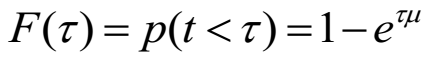 F(τ) = p(t < τ) = 1 − e^{τμ}